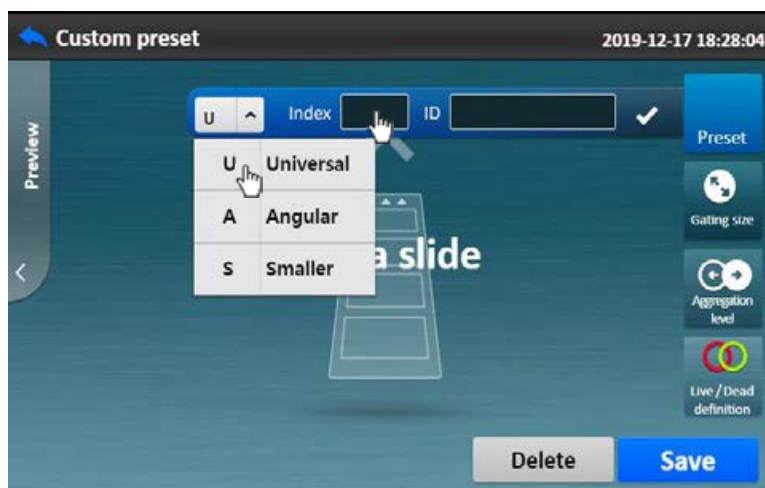 Custom preset
2019-12-17 18:28:04
Preview
U
Index
ID
Preset
U Universal
A Angular
S Smaller
a slide
Gating size
Aggregation
level
Live / Dead
definition
Delete
Save